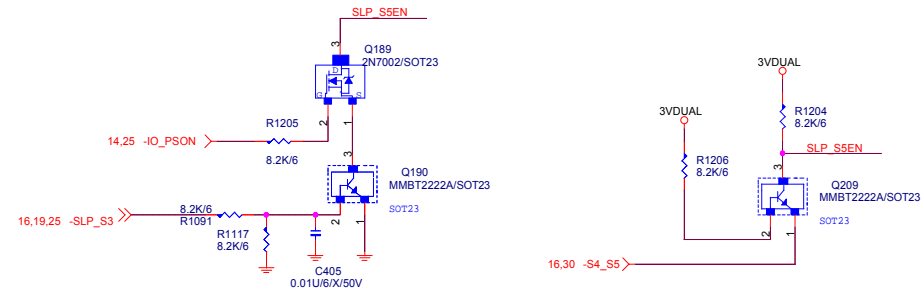 SLP_S5EN
3
Q189
2N7002/SOT23
D
G
S
2
1
14,25 -IO_PSON
R1205
8.2K/6
3
Q190
MMBT2222A/SOT23
SOT23
2
1
16,19,25 -SLP_S3
8.2K/6
R1091
R1117
8.2K/6
C405
0.01U/6/X/50V
3VDUAL
3VDUAL
R1204
8.2K/6
SLP_S5EN
R1206
8.2K/6
3
Q209
MMBT2222A/SOT23
SOT23
2
1
16,30 -S4_S5